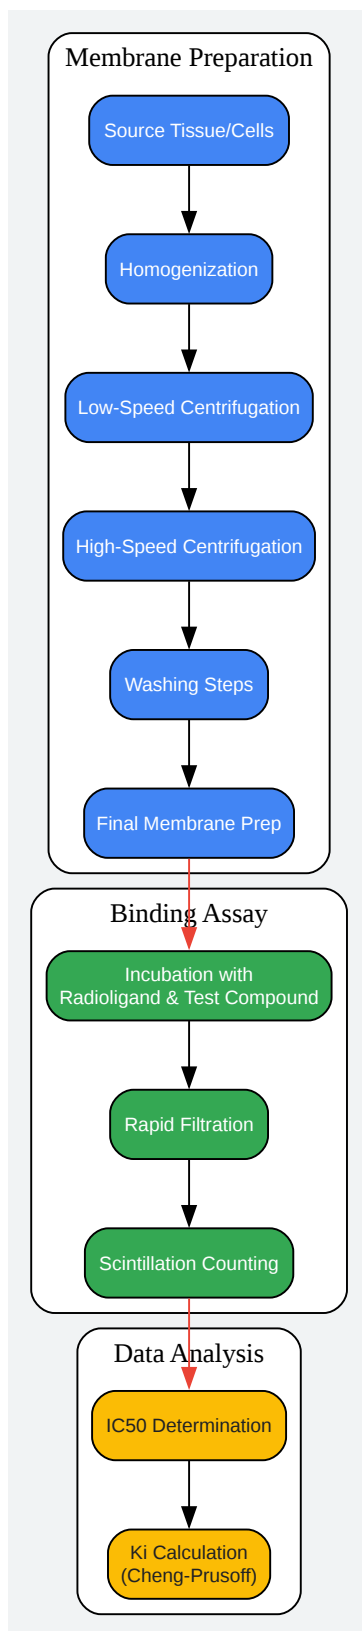 Membrane Preparation
Source Tissue/Cells
Homogenization
Low-Speed Centrifugation
High-Speed Centrifugation
Washing Steps
Final Membrane Prep
Binding Assay
Incubation with
Radioligand & Test Compound
Rapid Filtration
Scintillation Counting
Data Analysis
IC50 Determination
Ki Calculation
(Cheng-Prusoff)